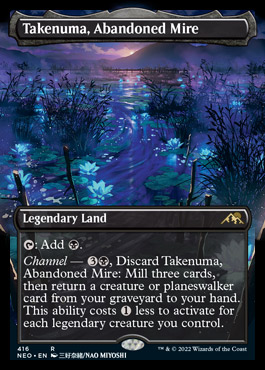 Takenuma, Abandoned Mire
Legendary Land
: Add .
Channel — 3, Discard Takenuma,
Abandoned Mire: Mill three cards,
then return a creature or planeswalker
card from your graveyard to your hand.
This ability costs 1 less to activate for
each legendary creature you control.
416 R
NEO • EN 三好奈緒/NAO MIYOSHI
™ & © 2022 Wizards of the Coast